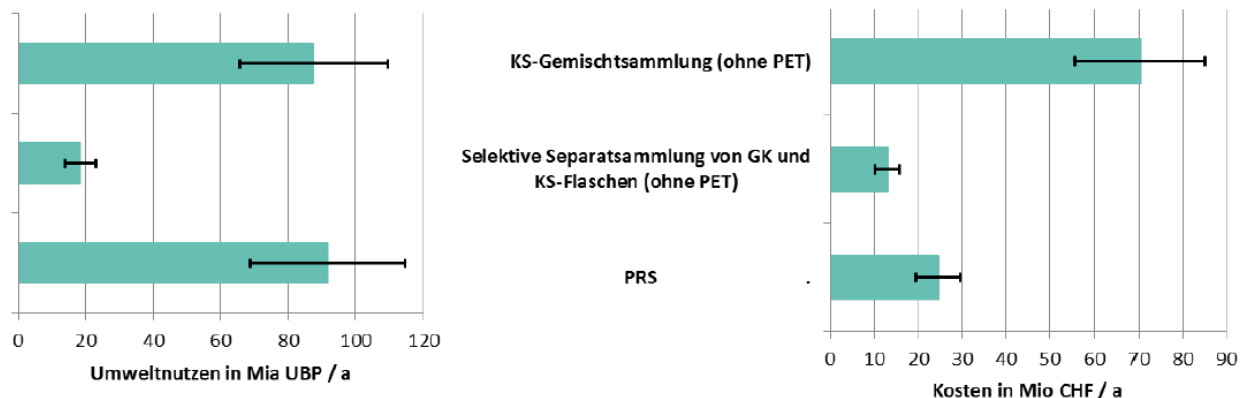 KS-Gemischtsammlung (ohne PET)
Selektive Separatsammlung von GK und
KS-Flaschen (ohne PET)
PRS .
0 20 40 60 80 100 120
Umweltnutzen in Mia UBP / a
0 10 20 30 40 50 60 70 80 90
Kosten in Mio CHF / a